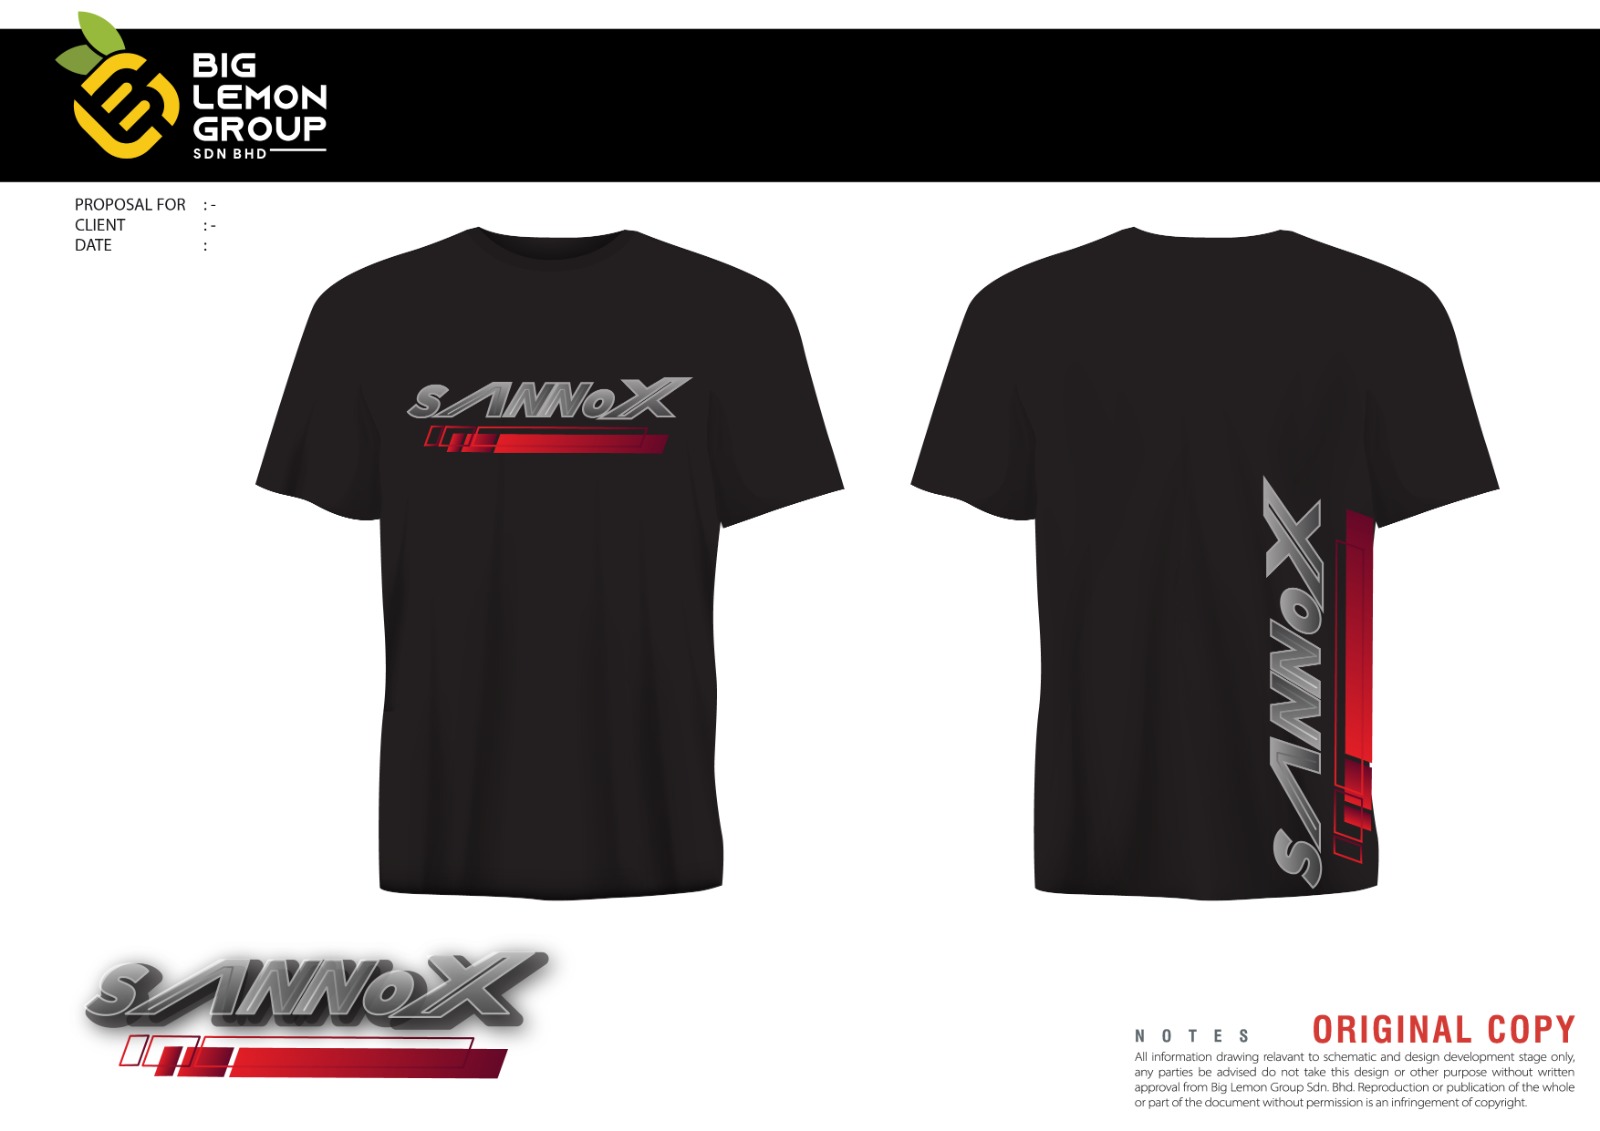 BIG
LEMON
GROUP
SDN BHD
PROPOSAL FOR : -
CLIENT : -
DATE :
SANNOX
SANNOX
SANNOX
NOTES
ORIGINAL COPY
All information drawing relavant to schematic and design development stage only,
any parties be advised do not take this design or other purpose without written
approval from Big Lemon Group Sdn. Bhd. Reproduction or publication of the whole
or part of the document without permission is an infringement of copyright.